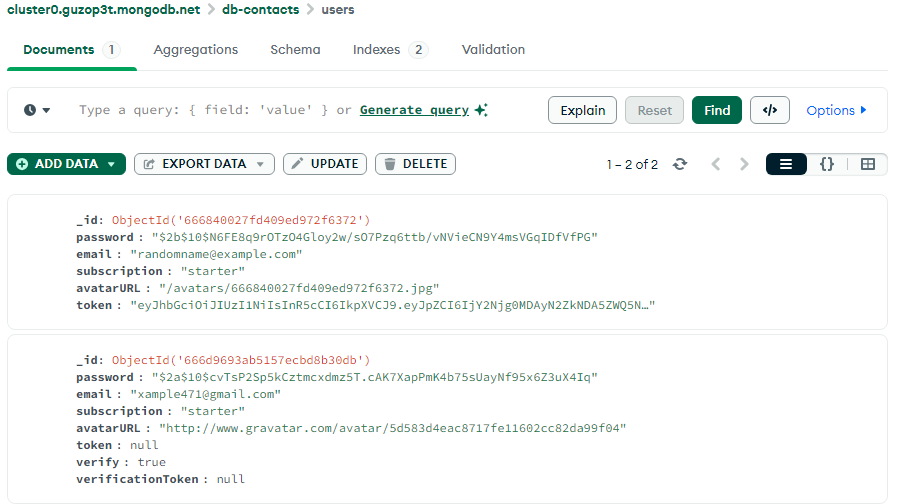 cluster0.guzop3t.mongodb.net > db-contacts > users
Documents 1 Aggregations Schema Indexes 2 Validation
Type a query: { field: 'value' } or Generate query Explain Reset Find </> Options
ADD DATA EXPORT DATA UPDATE DELETE 1 – 2 of 2 {}
_id: ObjectId('666840027fd409ed972f6372')
password : "$2b$10$N6FE8q9rOTzO4Gloy2w/sO7Pzq6ttb/vNVieCN9Y4msVGqIDfVfPG"
email : "randomname@example.com"
subscription : "starter"
avatarURL : "/avatars/666840027fd409ed972f6372.jpg"
token : "eyJhbGciOiJIUzI1NiIsInR5cCI6IkpXVCJ9.eyJpZCI6IjY2Njg0MDAyN2ZkNDA5ZWQ5N…"
_id: ObjectId('666d9693ab5157ecbd8b30db')
password : "$2a$10$cvTsP2Sp5kCztmcxdmz5T.cAK7XapPmK4b75sUayNf95x6Z3uX4Iq"
email : "xample471@gmail.com"
subscription : "starter"
avatarURL : "http://www.gravatar.com/avatar/5d583d4eac8717fe11602cc82da99f04"
token : null
verify : true
verificationToken : null